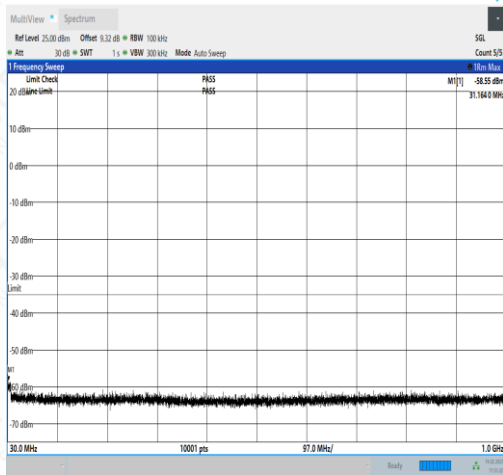 MultiView Spectrum
Ref Level 25.00 dBm Offset 9.32 dB RBW 100 kHz SGL
Att 30 dB SWT 1 s VBW 300 kHz Mode Auto Sweep Count 5/5
1 Frequency Sweep 1Rm Max
Limit Check PASS M1[1] -58.55 dBm
20 dBm Line Limit PASS 31.1640 MHz
10 dBm
0 dBm
-10 dBm
-20 dBm
-30 dBm
Limit
-40 dBm
-50 dBm
M1
-60 dBm
-70 dBm
30.0 MHz 10001 pts 97.0 MHz/ 1.0 GHz
Ready